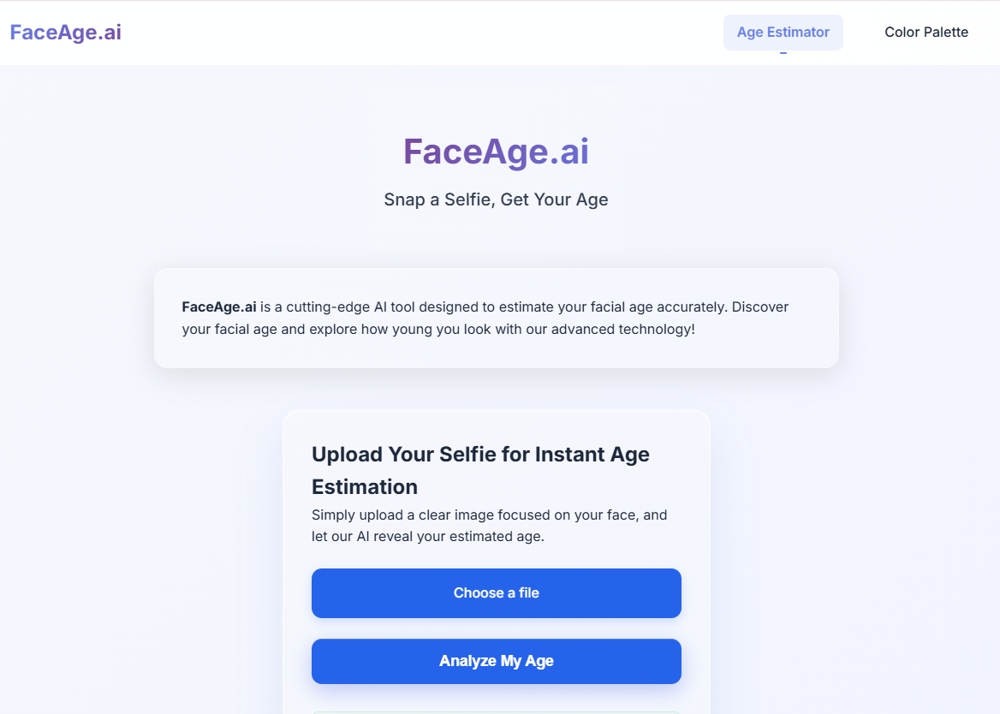 FaceAge.ai
Age Estimator
Color Palette
FaceAge.ai
Snap a Selfie, Get Your Age
FaceAge.ai is a cutting-edge AI tool designed to estimate your facial age accurately. Discover
your facial age and explore how young you look with our advanced technology!
Upload Your Selfie for Instant Age
Estimation
Simply upload a clear image focused on your face, and
let our AI reveal your estimated age.
Choose a file
Analyze My Age